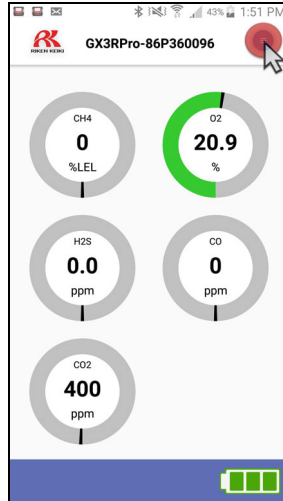 43% 1:51 PM
RIKEN KEIKI
GX3RPro-86P360096
CH4
0
%LEL
O2
20.9
%
H2S
0.0
ppm
CO
0
ppm
CO2
400
ppm